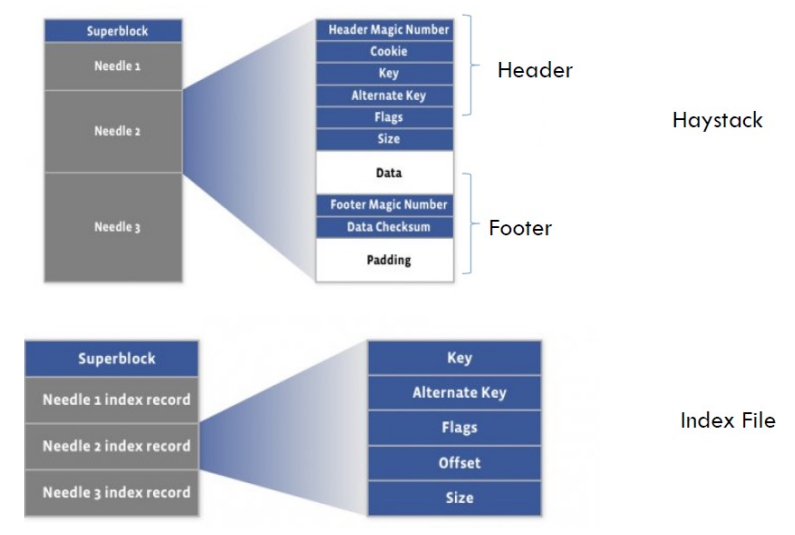 Superblock
Needle 1
Needle 2
Needle 3
Header Magic Number
Cookie
Key
Alternate Key
Flags
Size
Data
Footer Magic Number
Data Checksum
Padding
Header
Footer
Haystack
Superblock
Needle 1 index record
Needle 2 index record
Needle 3 index record
Key
Alternate Key
Flags
Offset
Size
Index File